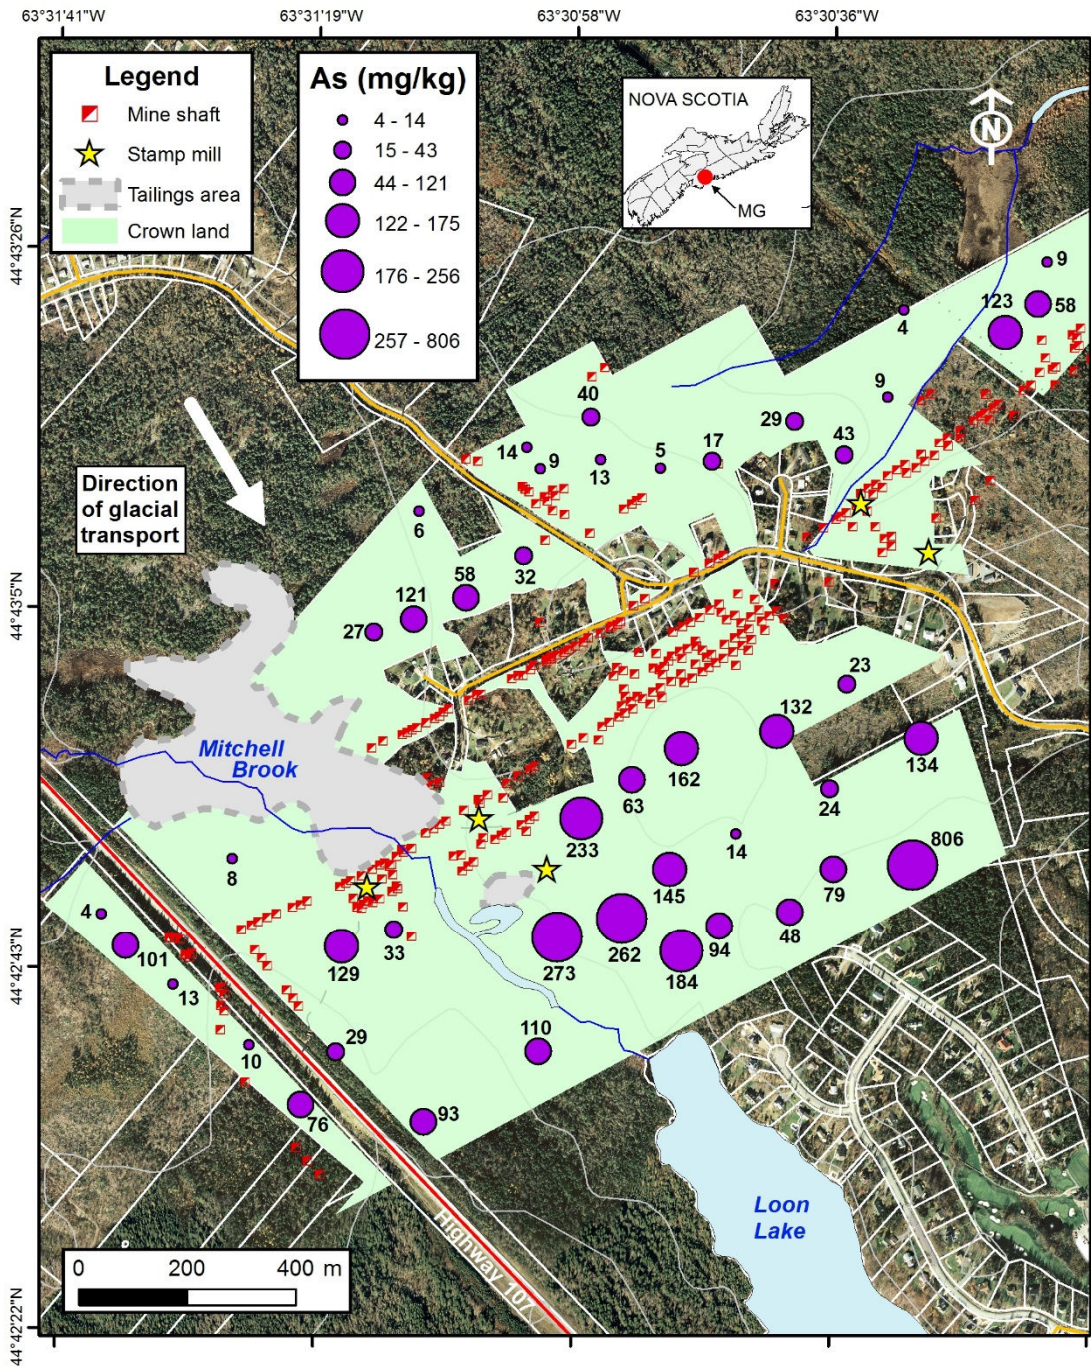 63°31'41"W
63°31'19"W
63°30'58"W
63°30'36"W
Legend
Mine shaft
Stamp mill
Tailings area
Crown land
As (mg/kg)
4 - 14
15 - 43
44 - 121
122 - 175
176 - 256
257 - 806
NOVA SCOTIA
MG
N
44°43'26"N
44°43'5"N
44°42'43"N
44°42'22"N
Direction
of glacial
transport
9
58
123
4
9
40
29
43
14
9
13
5
17
6
32
58
121
27
23
132
134
162
63
24
233
14
806
145
79
8
48
4
33
262
94
101
129
273
184
13
10
29
110
76
93
Mitchell
Brook
Loon
Lake
Highway 107
0 200 400 m